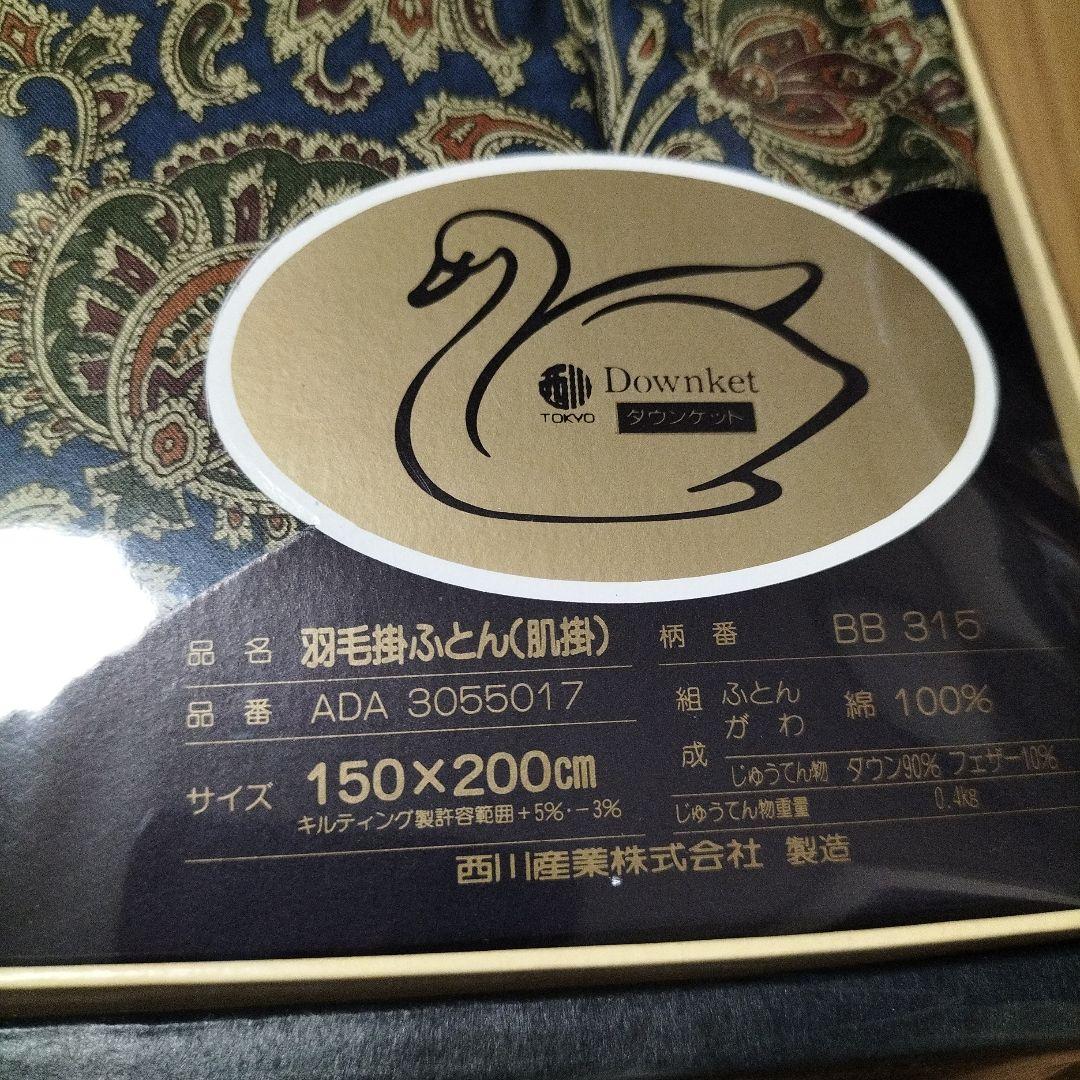 西川
TOKYO
Downket
ダウンケット
品名 羽毛掛ふとん(肌掛)
品番 ADA 3055017
サイズ 150×200cm
キルティング製許容範囲+5%・-3%
柄番 BB 315
組成 ふとんがわ 綿 100%
じゅうてん物 ダウン90% フェザー10%
じゅうてん物重量 0.4kg
西川産業株式会社 製造